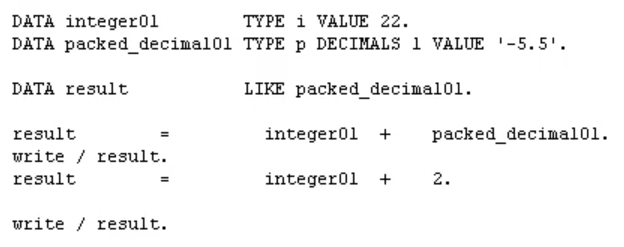 DATA integer01 TYPE i VALUE 22.
DATA packed_decimal01 TYPE p DECIMALS 1 VALUE '-5.5'.
DATA result LIKE packed_decimal01.
result = integer01 + packed_decimal01.
write / result.
result = integer01 + 2.
write / result.